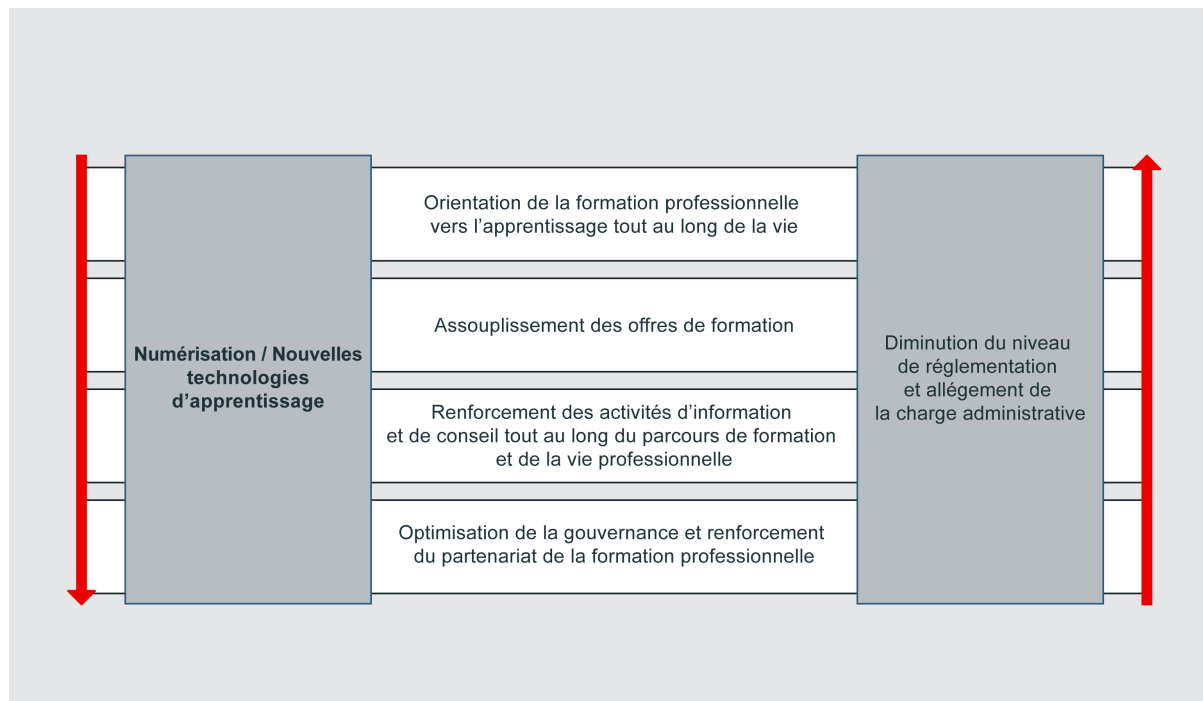 Orientation de la formation professionnelle
vers l’apprentissage tout au long de la vie
Assouplissement des offres de formation
Numérisation / Nouvelles
technologies
d’apprentissage
Diminution du niveau
de réglementation
et allégement de
la charge administrative
Renforcement des activités d’information
et de conseil tout au long du parcours de formation
et de la vie professionnelle
Optimisation de la gouvernance et renforcement
du partenariat de la formation professionnelle